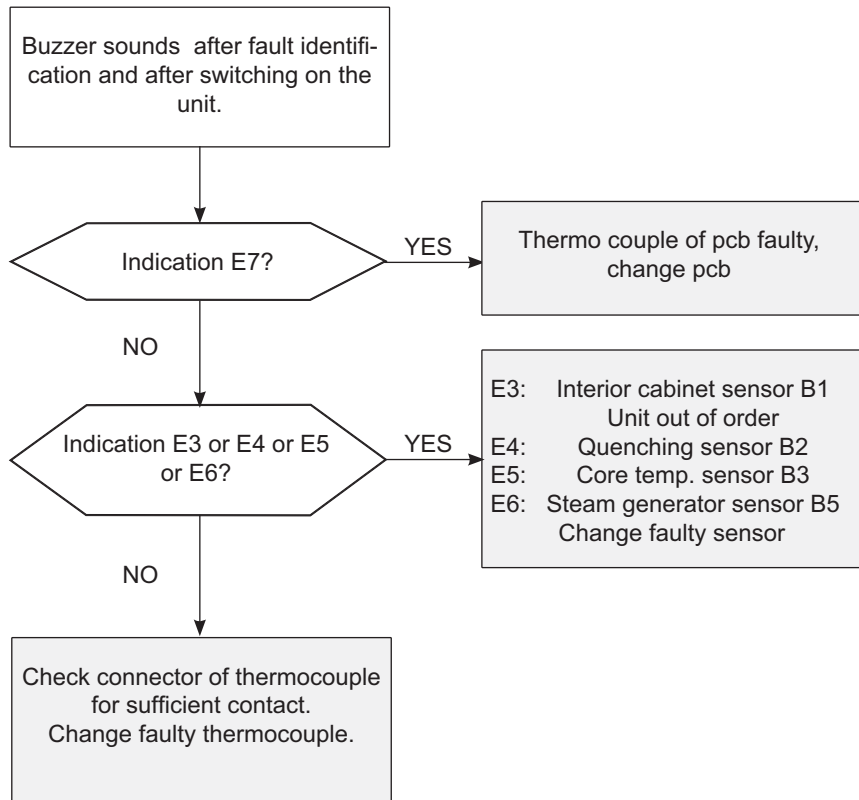 Buzzer sounds  after fault identifi-
cation and after switching on the
unit.
Indication E7?
YES
Thermo couple of pcb faulty,
change pcb
NO
Indication E3 or E4 or E5
or E6?
YES
E3: Interior cabinet sensor B1
Unit out of order
E4: Quenching sensor B2
E5: Core temp. sensor B3
E6: Steam generator sensor B5
Change faulty sensor
NO
Check connector of thermocouple
for sufficient contact.
Change faulty thermocouple.